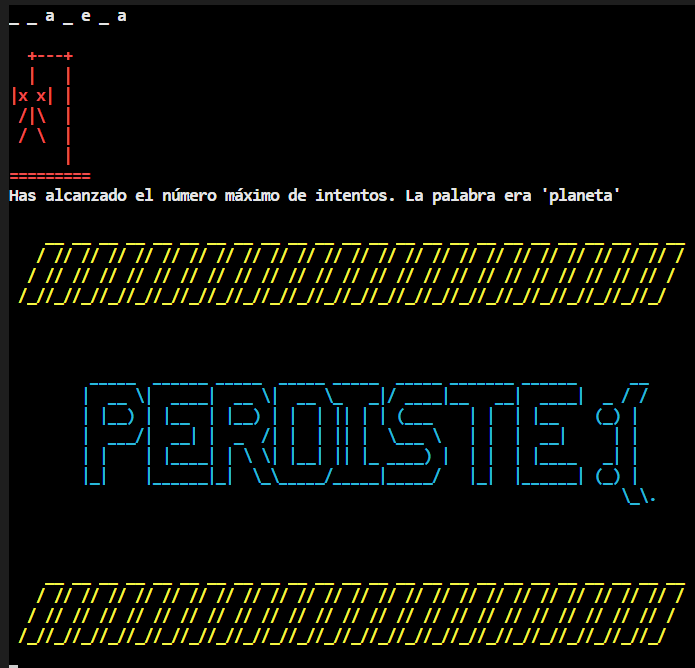 _ _ a _ e _ a
Has alcanzado el número máximo de intentos. La palabra era 'planeta'
PERDISTE :(